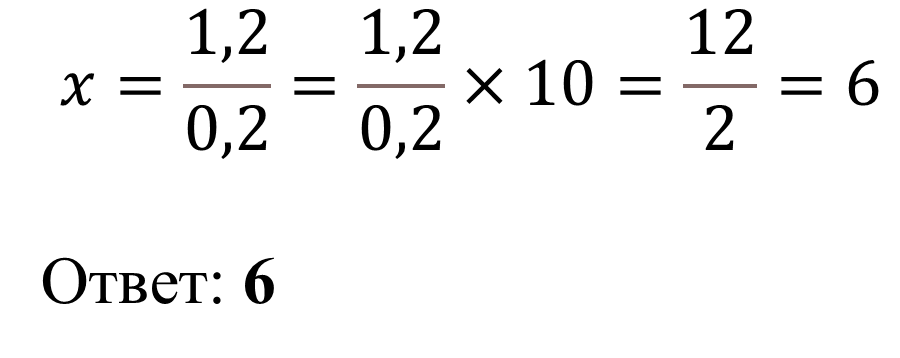 x = 1,2/0,2 = 1,2/0,2 × 10 = 12/2 = 6
Ответ: 6